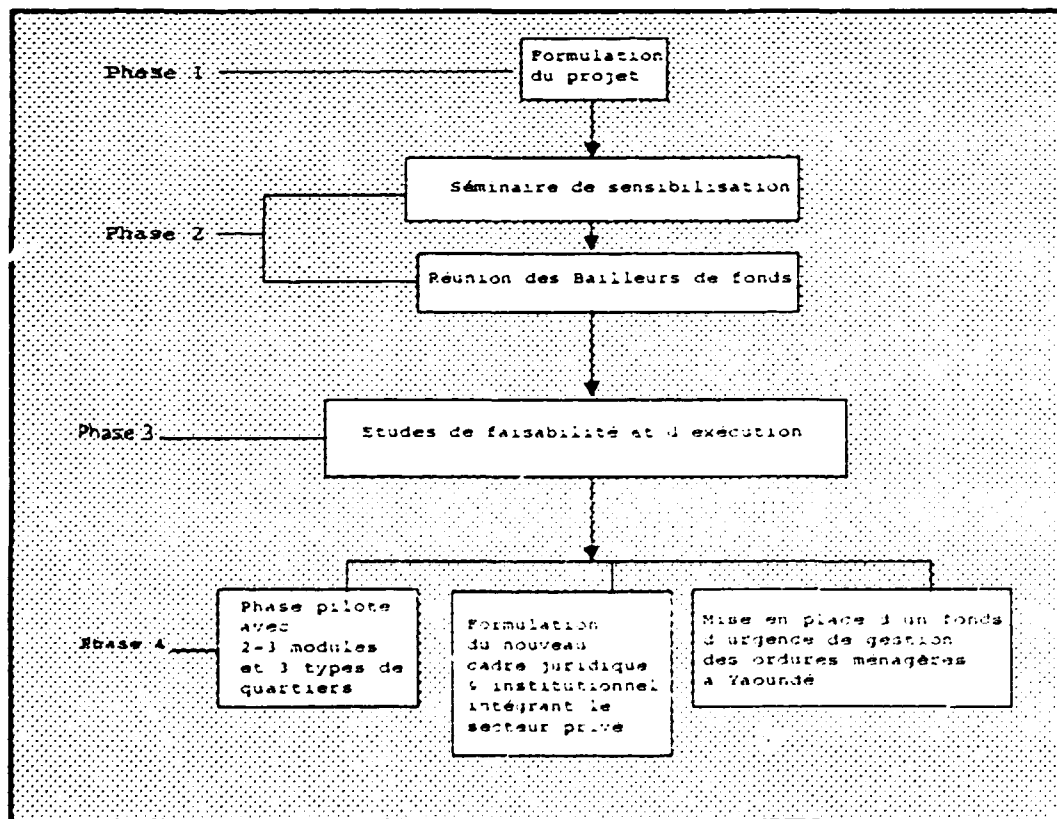 Phase 1
Formulation
du projet
Séminaire de sensibilisation
Phase 2
Réunion des Bailleurs de fonds
Phase 3
Etudes de faisabilité et d exécution
Phase 4
Phase pilote
avec
2-3 modules
et 3 types de
quartiers
Formulation
du nouveau
cadre juridique
& institutionnel
intégrant le
secteur privé
Mise en place d un fonds
d urgence de gestion
des ordures ménagères
a Yaoundé